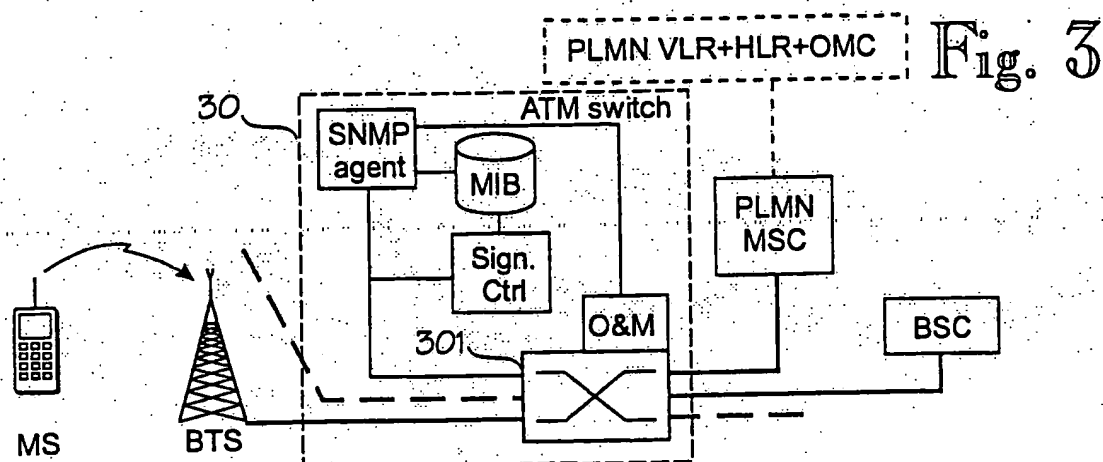 PLMN VLR+HLR+OMC
Fig. 3
30
ATM switch
SNMP
agent
MIB
PLMN
MSC
Sign.
Ctrl
O&M
BSC
301
MS
BTS